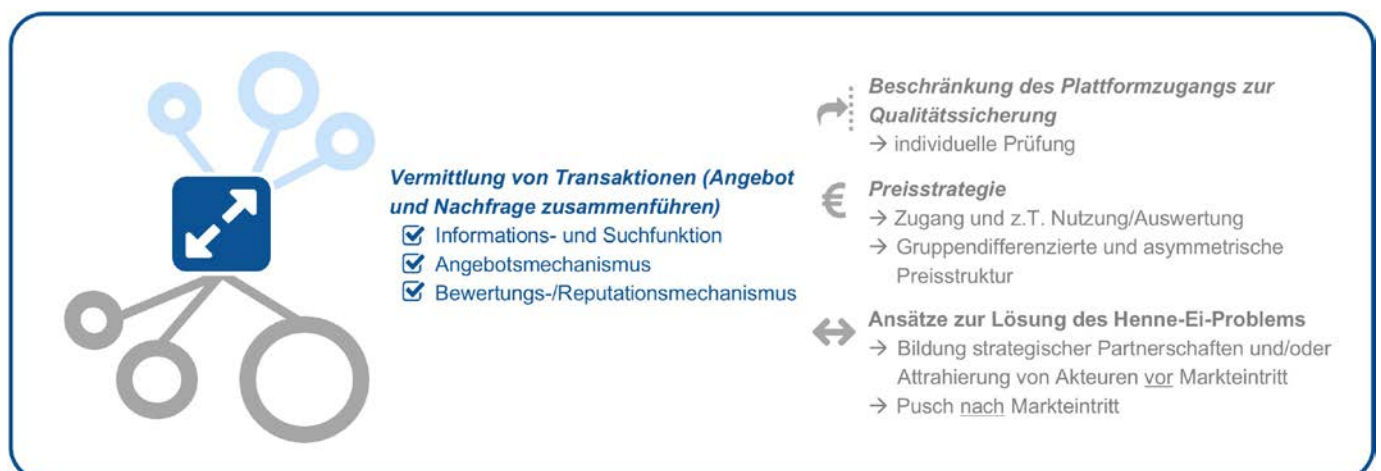 Vermittlung von Transaktionen (Angebot
und Nachfrage zusammenführen)
Informations- und Suchfunktion
Angebotsmechanismus
Bewertungs-/Reputationsmechanismus
Beschränkung des Plattformzugangs zur
Qualitätssicherung
→ individuelle Prüfung
€
Preisstrategie
→ Zugang und z.T. Nutzung/Auswertung
→ Gruppendifferenzierte und asymmetrische
Preisstruktur
Ansätze zur Lösung des Henne-Ei-Problems
→ Bildung strategischer Partnerschaften und/oder
Attrahierung von Akteuren vor Markteintritt
→ Pusch nach Markteintritt